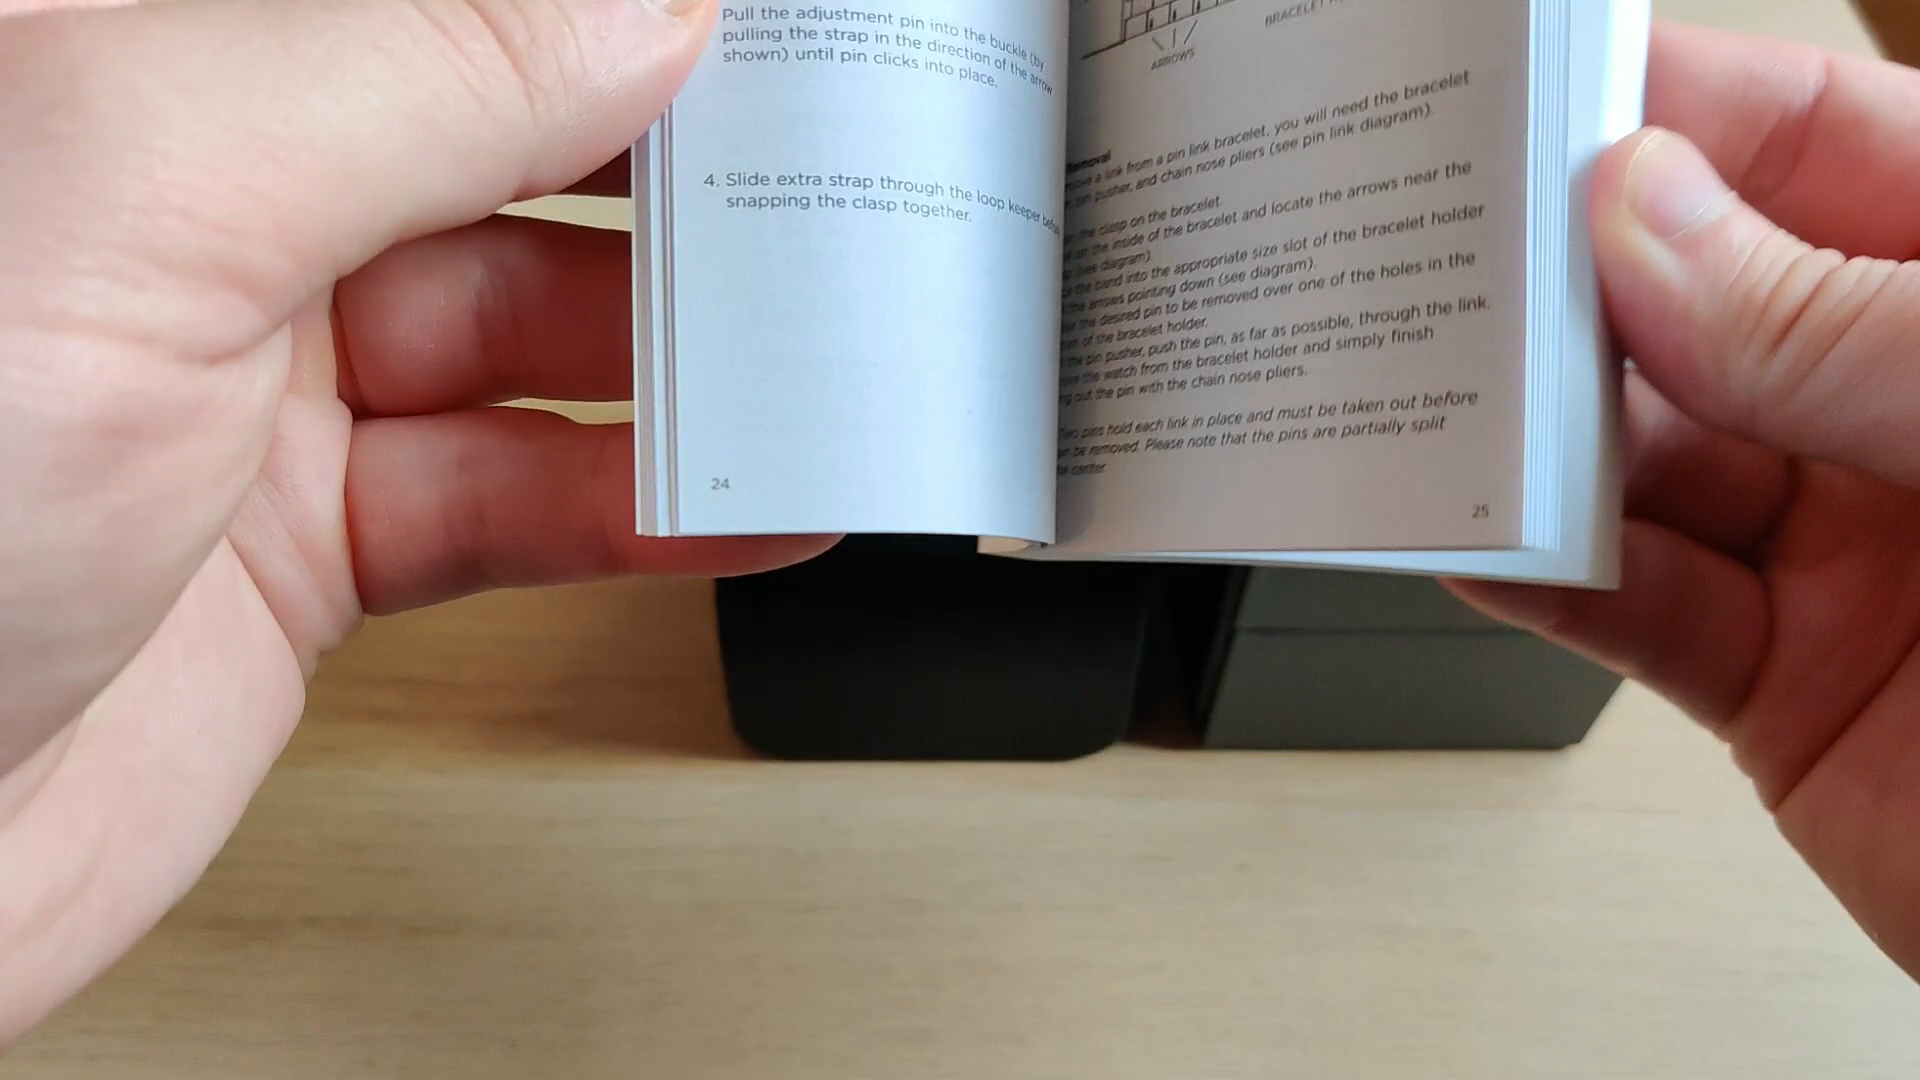 Pull the adjustment pin into the buckle (by
pulling the strap in the direction of the arrow
shown) until pin clicks into place.
4. Slide extra strap through the loop keeper before
snapping the clasp together.
24
BRACELET
ARROWS
Removal
a link from a pin link bracelet, you will need the bracelet
pin pusher, and chain nose pliers (see pin link diagram).
the clasp on the bracelet.
on the inside of the bracelet and locate the arrows near the
(see diagram).
the band into the appropriate size slot of the bracelet holder
the arrows pointing down (see diagram).
the desired pin to be removed over one of the holes in the
of the bracelet holder.
the pin pusher, push the pin, as far as possible, through the link.
the watch from the bracelet holder and simply finish
out the pin with the chain nose pliers.
Two pins hold each link in place and must be taken out before
be removed. Please note that the pins are partially split
center.
25